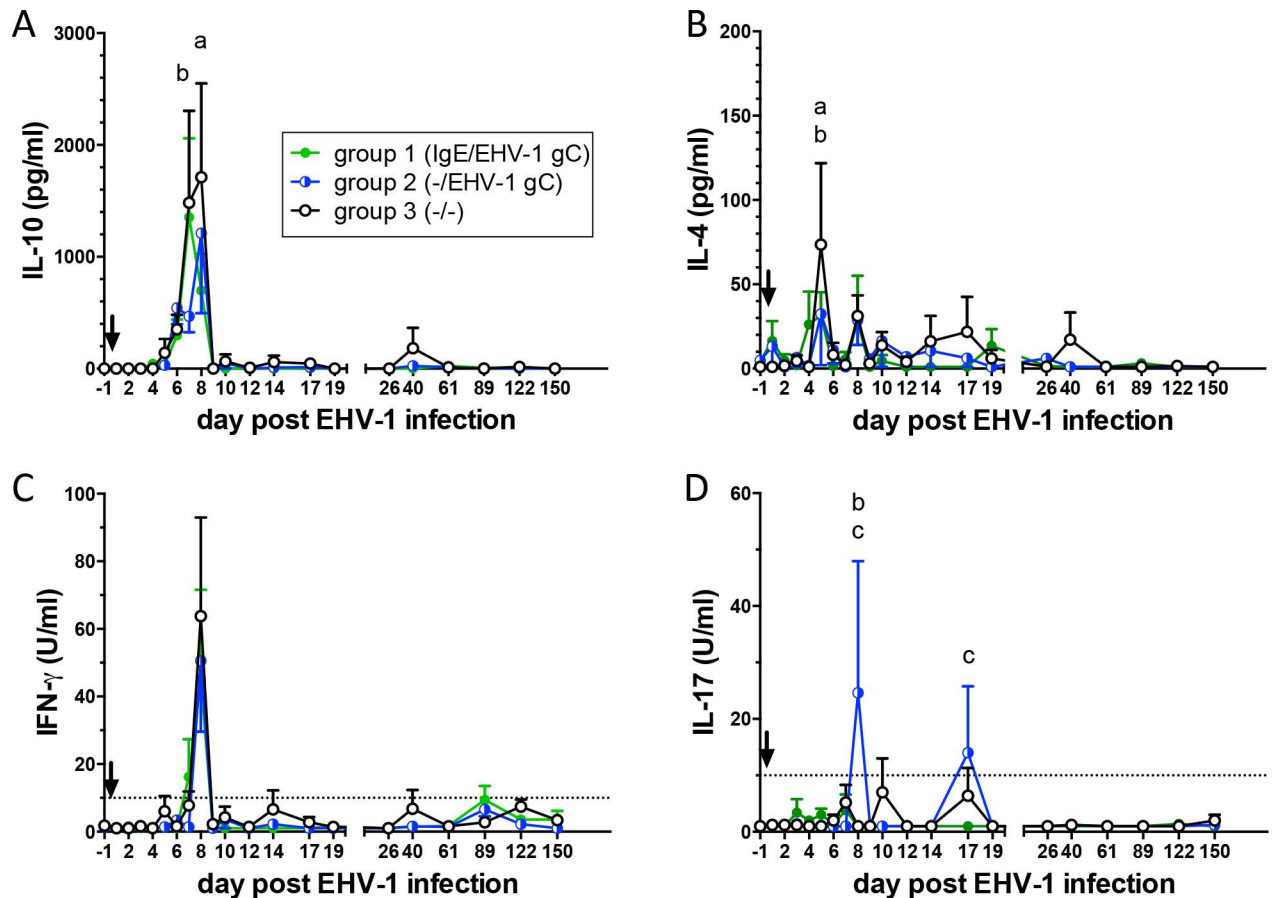 A
IL-10 (pg/ml)
3000
2000
1000
0
b
a
group 1 (IgE/EHV-1 gC)
group 2 (-/EHV-1 gC)
group 3 (-/-)
-1 2 4 6 8 10 14 17 19 26 40 61 89 122 150
day post EHV-1 infection
B
IL-4 (pg/ml)
200
150
100
50
0
a
b
-1 2 4 6 8 10 14 17 19 26 40 61 89 122 150
day post EHV-1 infection
C
IFN-γ (U/ml)
100
80
60
40
20
0
-1 2 4 6 8 10 14 17 19 26 40 61 89 122 150
day post EHV-1 infection
D
IL-17 (U/ml)
60
40
20
0
b
c
c
-1 2 4 6 8 10 12 14 17 19 26 40 61 89 122 150
day post EHV-1 infection